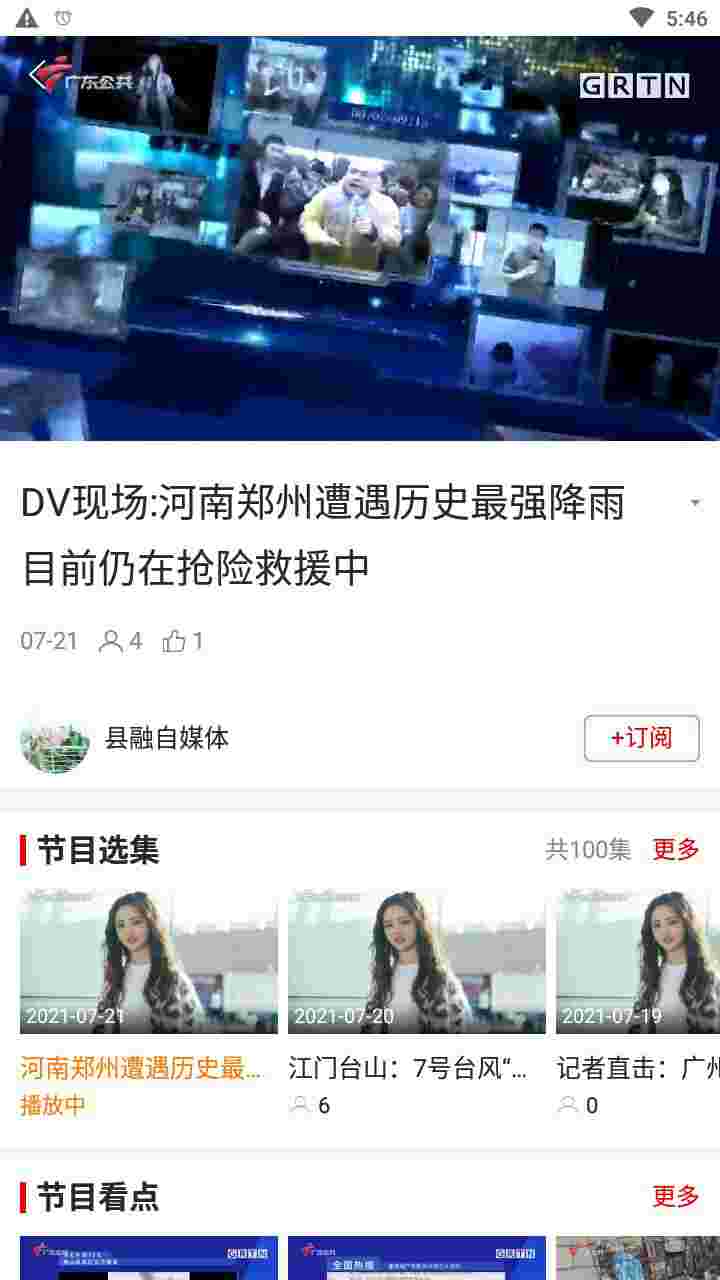 5:46
广东公共
GRTN
DV现场:河南郑州遭遇历史最强降雨
目前仍在抢险救援中
07-21 4 1
县融自媒体
+订阅
节目选集
共100集 更多
2021-07-21
2021-07-20
2021-07-19
河南郑州遭遇历史最...
江门台山：7号台风“...
记者直击：广州
播放中
6
0
节目看点
更多
GRTN
全国热榜
GRTN